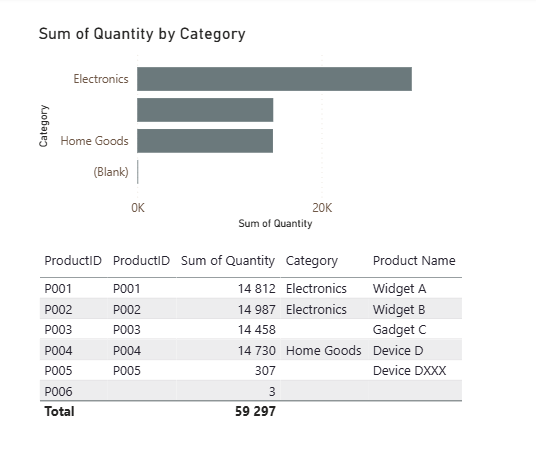 Sum of Quantity by Category
Electronics
Home Goods
(Blank)
Category
0K 20K
Sum of Quantity
ProductID ProductID Sum of Quantity Category Product Name
P001 P001 14 812 Electronics Widget A
P002 P002 14 987 Electronics Widget B
P003 P003 14 458 Gadget C
P004 P004 14 730 Home Goods Device D
P005 P005 307 Device DXXX
P006 3
Total 59 297